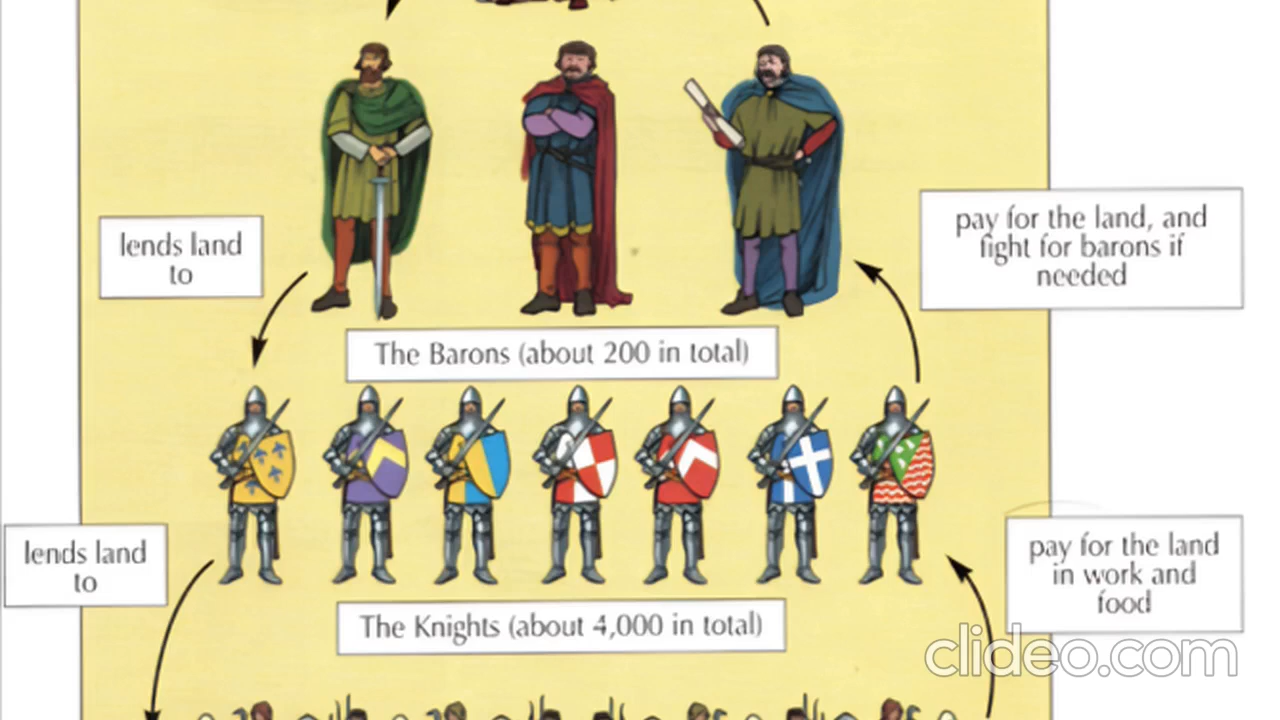 lends land
to
pay for the land, and
fight for barons if
needed
The Barons (about 200 in total)
lends land
to
pay for the land
in work and
food
The Knights (about 4,000 in total)
clideo.com